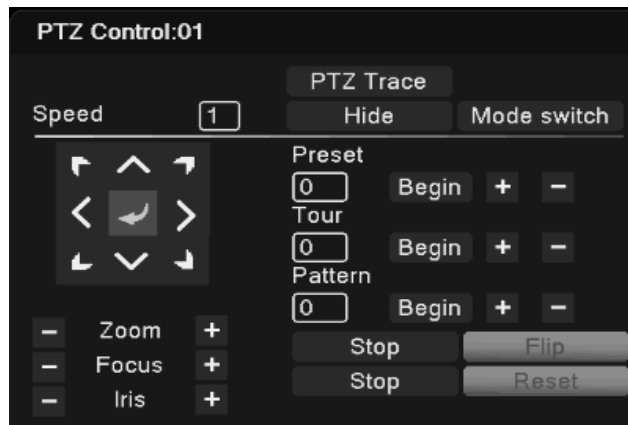 PTZ Control:01
PTZ Trace
Speed 1 Hide Mode switch
Preset
0 Begin + −
Tour
0 Begin + −
Pattern
0 Begin + −
− Zoom + Stop Flip
− Focus + Stop Reset
− Iris +